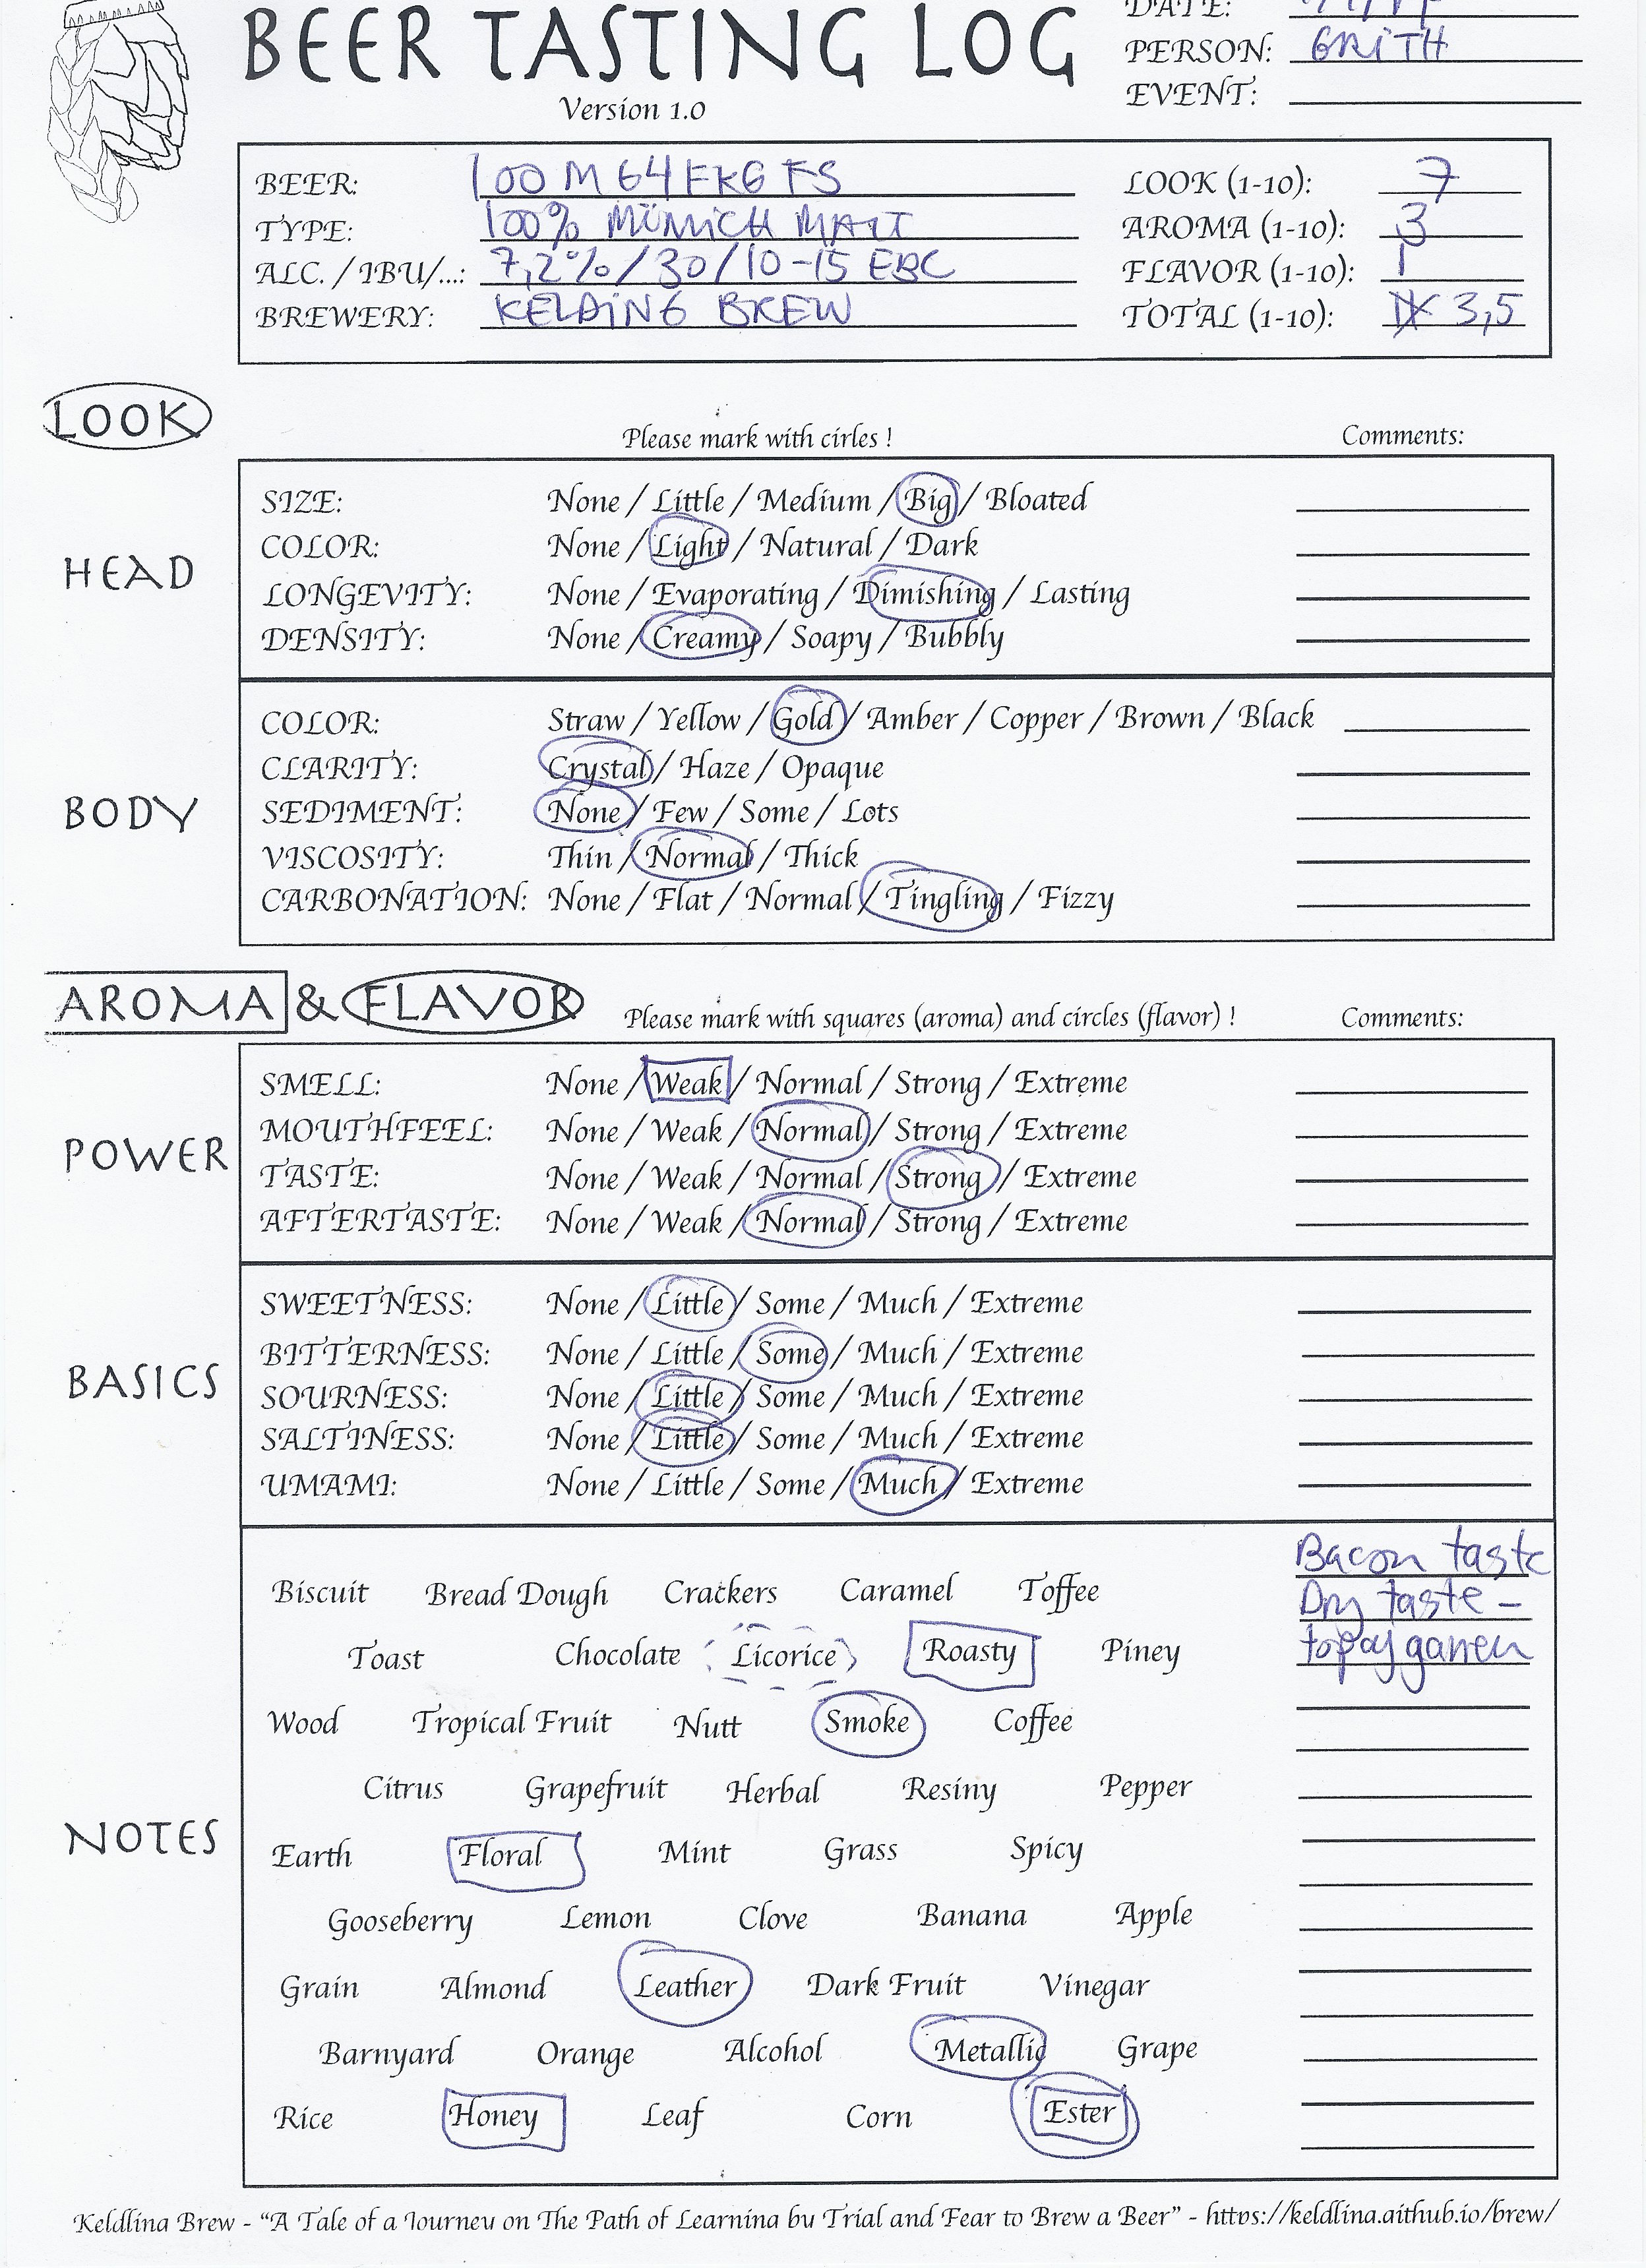 BEER TASTING LOG
Version 1.0
DATE:
PERSON: GRITH
EVENT:
BEER: 100 M 64 EKG FS
LOOK (1-10): 7
TYPE: 100% MÜNICH MALT
AROMA (1-10): 3
ALC. / IBU/...: 7,2% / 30 / 10-15 EBC
FLAVOR (1-10): 1
BREWERY: KELDING BREW
TOTAL (1-10): 3,5
LOOK
Please mark with cirles !
Comments:
HEAD
SIZE: None / Little / Medium / Big / Bloated
COLOR: None / Light / Natural / Dark
LONGEVITY: None / Evaporating / Dimishing / Lasting
DENSITY: None / Creamy / Soapy / Bubbly
BODY
COLOR: Straw / Yellow / Gold / Amber / Copper / Brown / Black
CLARITY: Crystal / Haze / Opaque
SEDIMENT: None / Few / Some / Lots
VISCOSITY: Thin / Normal / Thick
CARBONATION: None / Flat / Normal / Tingling / Fizzy
AROMA & FLAVOR
Please mark with squares (aroma) and circles (flavor) !
Comments:
POWER
SMELL: None / Weak / Normal / Strong / Extreme
MOUTHFEEL: None / Weak / Normal / Strong / Extreme
TASTE: None / Weak / Normal / Strong / Extreme
AFTERTASTE: None / Weak / Normal / Strong / Extreme
BASICS
SWEETNESS: None / Little / Some / Much / Extreme
BITTERNESS: None / Little / Some / Much / Extreme
SOURNESS: None / Little / Some / Much / Extreme
SALTINESS: None / Little / Some / Much / Extreme
UMAMI: None / Little / Some / Much / Extreme
NOTES
Bacon taste
Dry taste -
Biscuit Bread Dough Crackers Caramel Toffee
Toast Chocolate Licorice Roasty Piney
Wood Tropical Fruit Nutt Smoke Coffee
Citrus Grapefruit Herbal Resiny Pepper
Earth Floral Mint Grass Spicy
Gooseberry Lemon Clove Banana Apple
Grain Almond Leather Dark Fruit Vinegar
Barnyard Orange Alcohol Metallic Grape
Rice Honey Leaf Corn Ester
Keldlina Brew - "A Tale of a Journey on The Path of Learnina by Trial and Fear to Brew a Beer" - https://keldlina.aithub.io/brew/